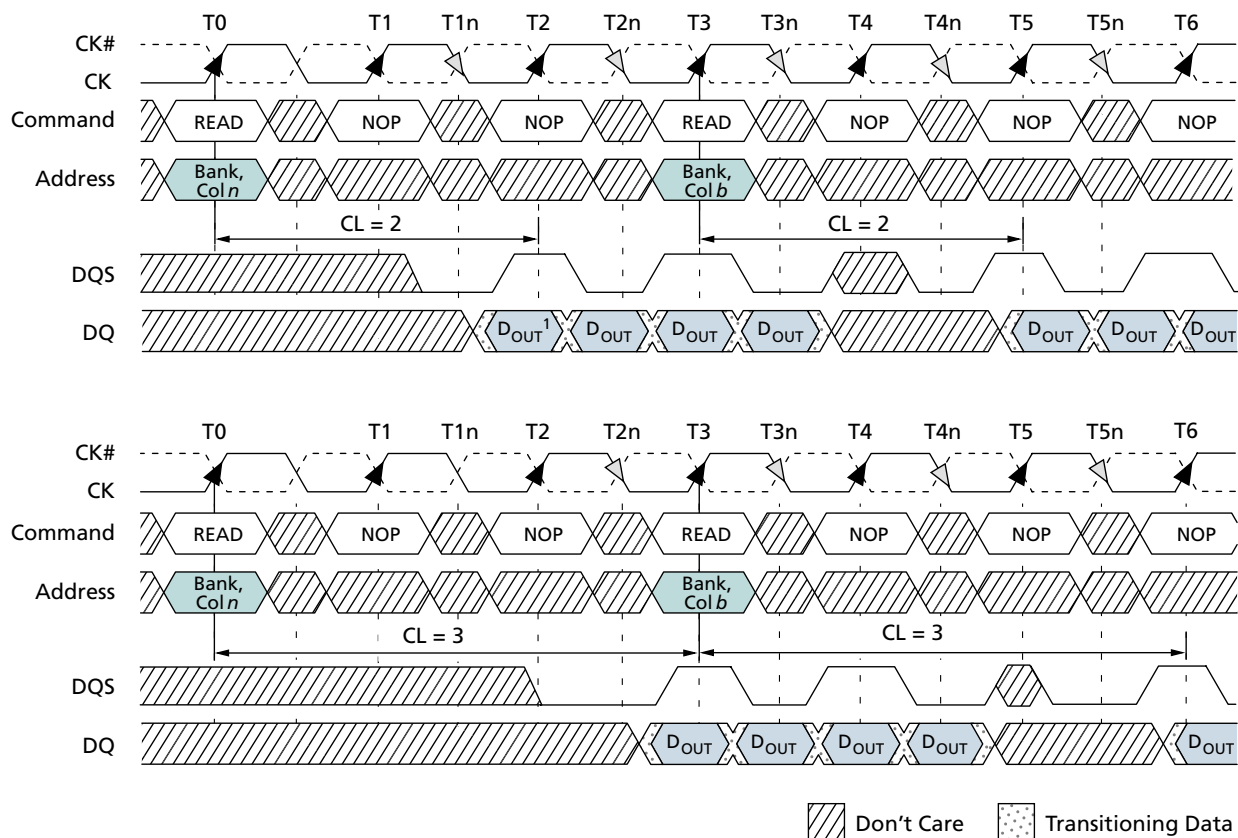 T0 T1 T1n T2 T2n T3 T3n T4 T4n T5 T5n T6
CK#
CK
Command READ NOP NOP READ NOP NOP NOP
Address Bank, Col n Bank, Col b
CL = 2 CL = 2
DQS
DQ DOUT1 DOUT DOUT DOUT DOUT DOUT DOUT
T0 T1 T1n T2 T2n T3 T3n T4 T4n T5 T5n T6
CK#
CK
Command READ NOP NOP READ NOP NOP NOP
Address Bank, Col n Bank, Col b
CL = 3 CL = 3
DQS
DQ DOUT DOUT DOUT DOUT DOUT
Don't Care Transitioning Data